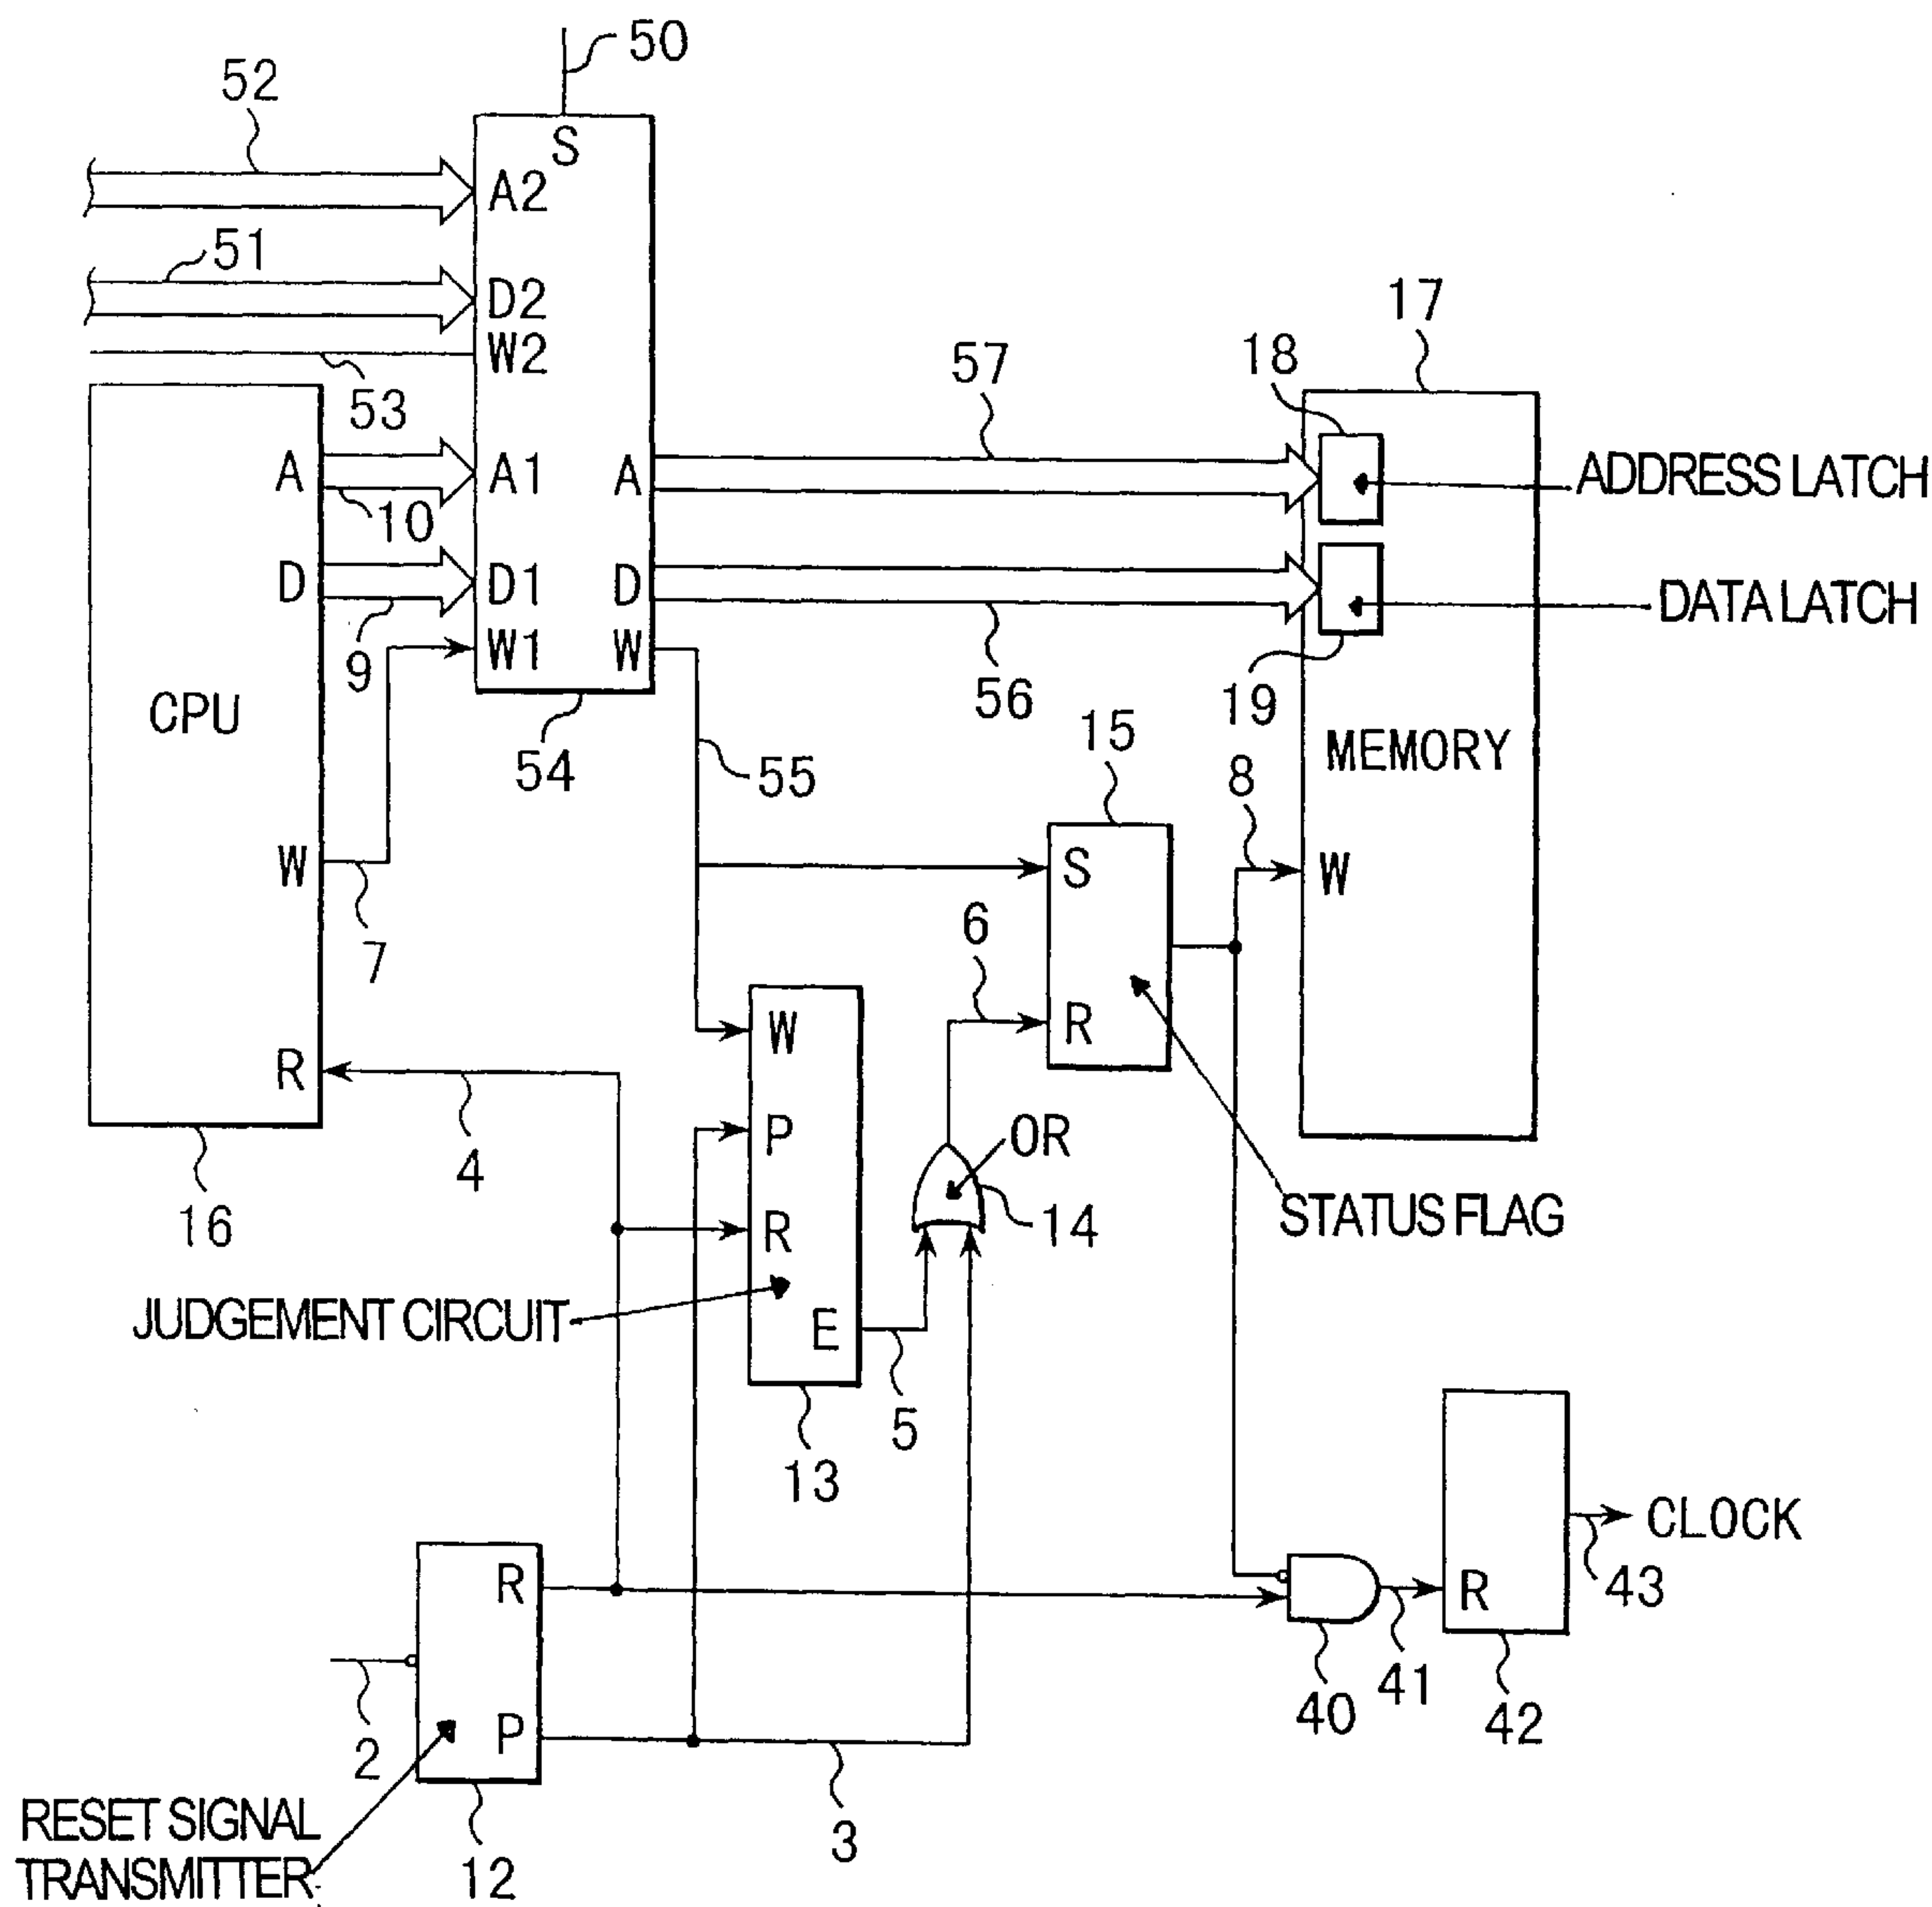 50
52
S
A2
51
D2
17
W2
18
57
53
A
A1
A
ADDRESS LATCH
10
D
D1
D
DATA LATCH
9
W1
W
56
19
15
CPU
54
55
MEMORY
8
W
S
W
7
6
W
R
R
4
P
OR
16
R
14
STATUS FLAG
JUDGEMENT CIRCUIT
E
5
13
CLOCK
R
R
43
41
2
P
40
42
RESET SIGNAL
TRANSMITTER
12
3